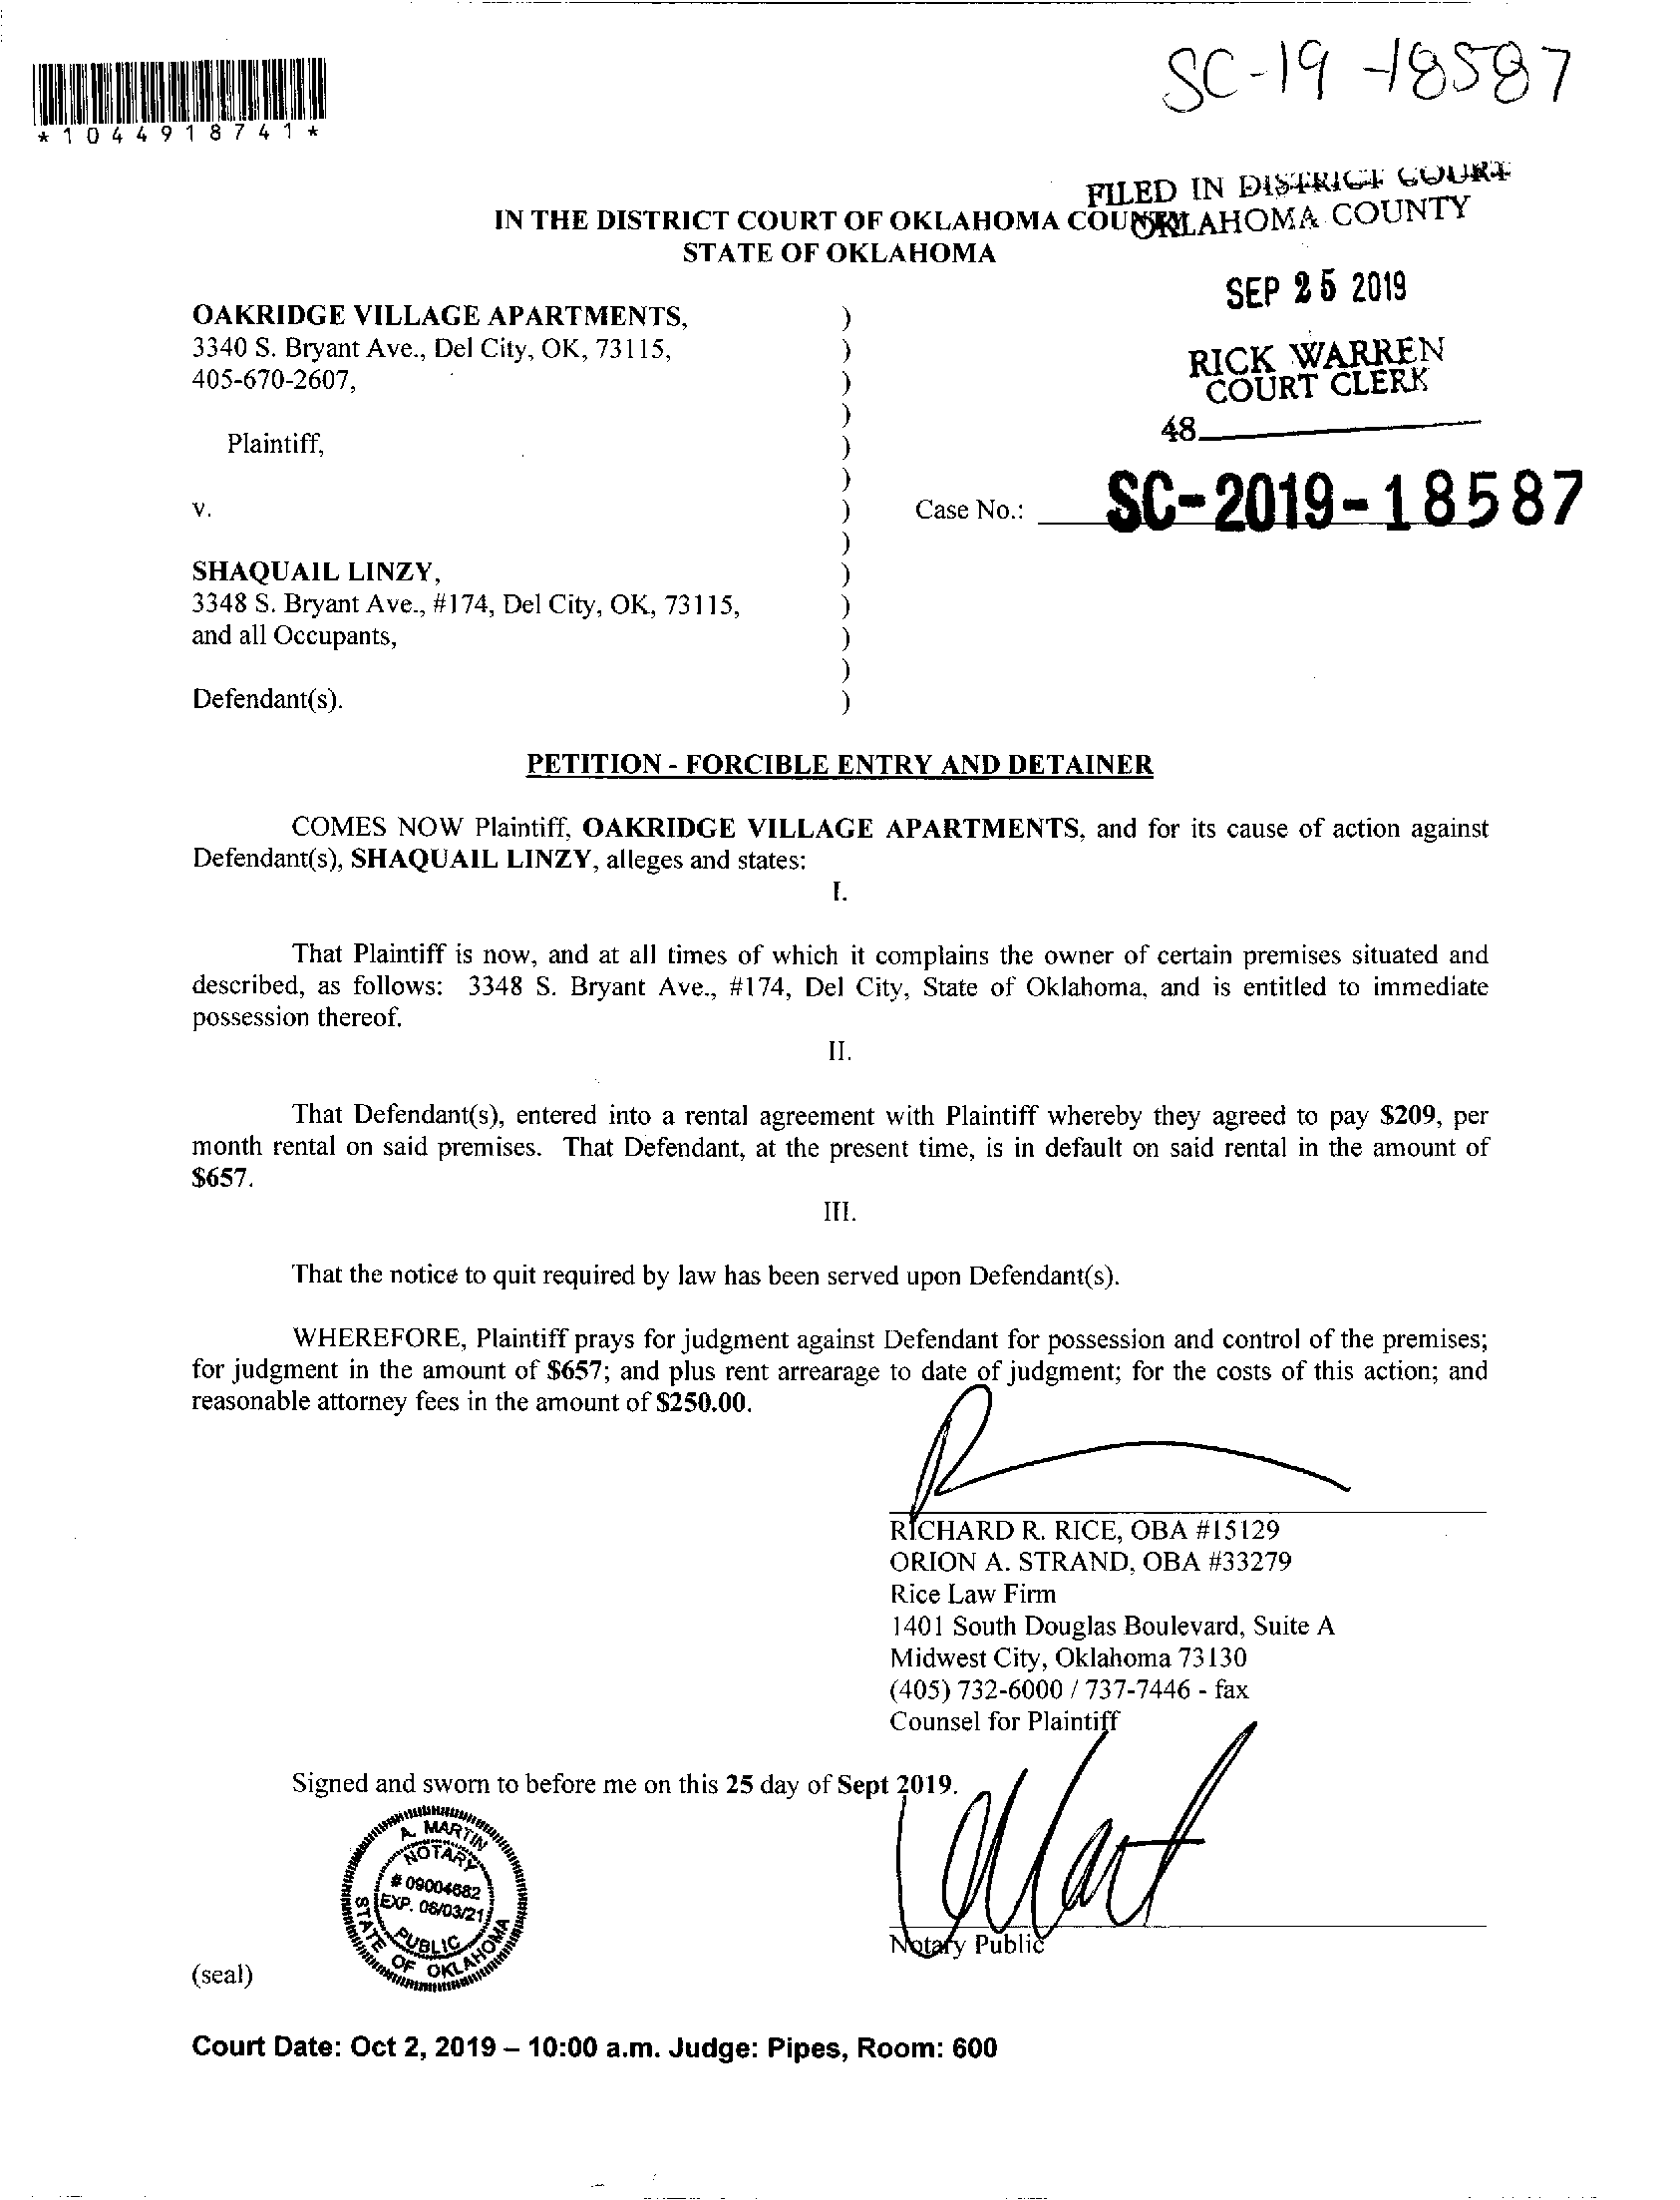 SC-19-18587
*1044918741*
FILED IN DISTRICT COURT
OKLAHOMA COUNTY
IN THE DISTRICT COURT OF OKLAHOMA COUNTY
STATE OF OKLAHOMA
SEP 25 2019
RICK WARREN
COURT CLERK
48
OAKRIDGE VILLAGE APARTMENTS, )
3340 S. Bryant Ave., Del City, OK, 73115, )
405-670-2607, )
)
Plaintiff, )
)
v. ) Case No.: SC-2019-18587
)
SHAQUAIL LINZY, )
3348 S. Bryant Ave., #174, Del City, OK, 73115, )
and all Occupants, )
)
Defendant(s). )
PETITION - FORCIBLE ENTRY AND DETAINER
COMES NOW Plaintiff, OAKRIDGE VILLAGE APARTMENTS, and for its cause of action against
Defendant(s), SHAQUAIL LINZY, alleges and states:
I.
That Plaintiff is now, and at all times of which it complains the owner of certain premises situated and
described, as follows: 3348 S. Bryant Ave., #174, Del City, State of Oklahoma, and is entitled to immediate
possession thereof.
II.
That Defendant(s), entered into a rental agreement with Plaintiff whereby they agreed to pay $209, per
month rental on said premises. That Defendant, at the present time, is in default on said rental in the amount of
$657.
III.
That the notice to quit required by law has been served upon Defendant(s).
WHEREFORE, Plaintiff prays for judgment against Defendant for possession and control of the premises;
for judgment in the amount of $657; and plus rent arrearage to date of judgment; for the costs of this action; and
reasonable attorney fees in the amount of $250.00.
RICHARD R. RICE, OBA #15129
ORION A. STRAND, OBA #33279
Rice Law Firm
1401 South Douglas Boulevard, Suite A
Midwest City, Oklahoma 73130
(405) 732-6000 / 737-7446 - fax
Counsel for Plaintiff
Signed and sworn to before me on this 25 day of Sept 2019.
A. MARTIN
NOTARY
# 09004682
EXP. 06/03/21
PUBLIC
STATE OF OKLAHOMA
Notary Public
(seal)
Court Date: Oct 2, 2019 – 10:00 a.m. Judge: Pipes, Room: 600